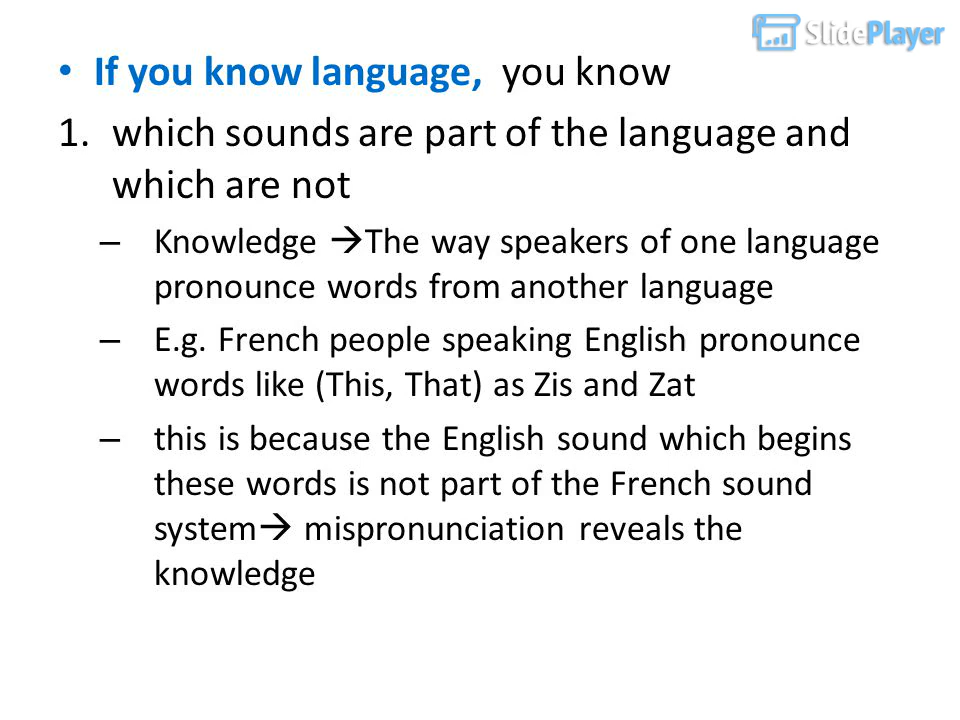 SlidePlayer
• If you know language, you know
1. which sounds are part of the language and
which are not
– Knowledge →The way speakers of one language
pronounce words from another language
– E.g. French people speaking English pronounce
words like (This, That) as Zis and Zat
– this is because the English sound which begins
these words is not part of the French sound
system→ mispronunciation reveals the
knowledge